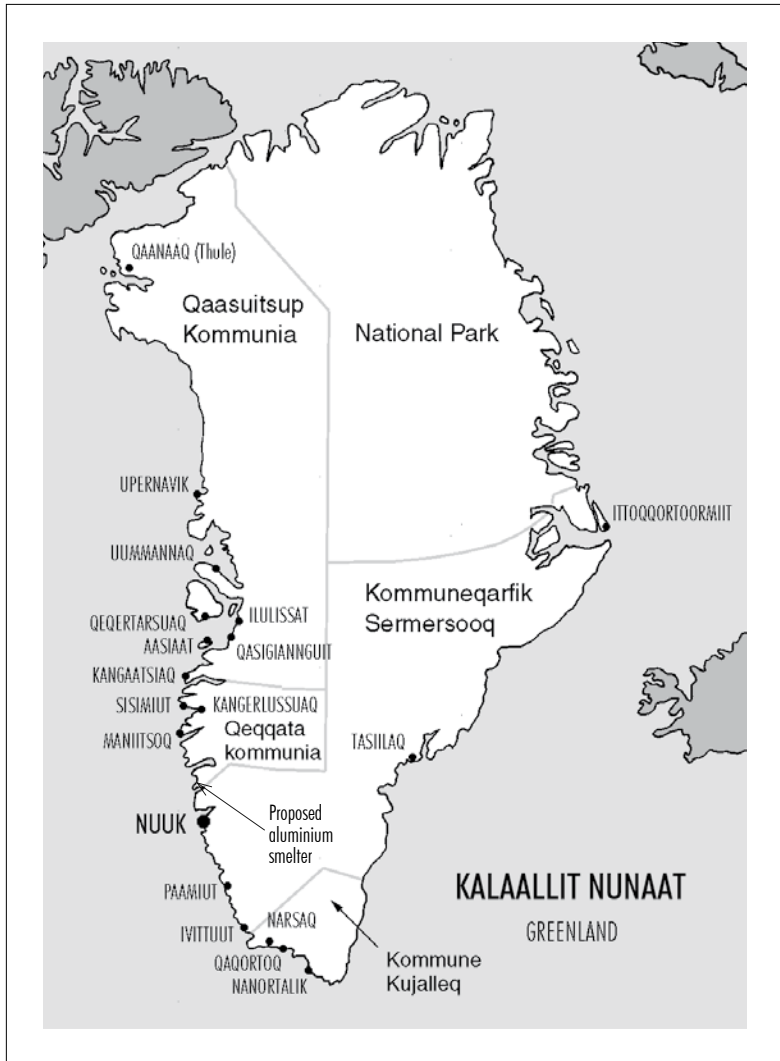 QAANAAQ (Thule)
Qaasuitsup
Kommunia
National Park
UPERNAVIK
ITTOQQORTOORMIIT
UUMMANNAQ
Kommuneqarfik
Sermersooq
ILULISSAT
QEQERTARSUAQ
AASIAAT
QASIGIANNGUIT
KANGAATSIAQ
SISIMIUT
KANGERLUSSUAQ
Qeqqata
kommunia
MANIITSOQ
TASIILAQ
Proposed
aluminium
smelter
NUUK
PAAMIUT
KALAALLIT NUNAAT
GREENLAND
IVITTUUT
NARSAQ
QAQORTOQ
NANORTALIK
Kommune
Kujalleq